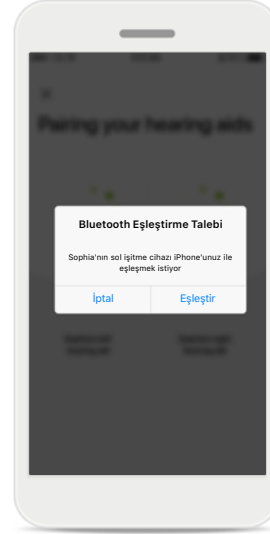 Pairing your hearing aids
Bluetooth Eşleştirme Talebi
Sophia'nın sol işitme cihazı iPhone'unuz ile
eşleşmek istiyor
İptal
Eşleştir